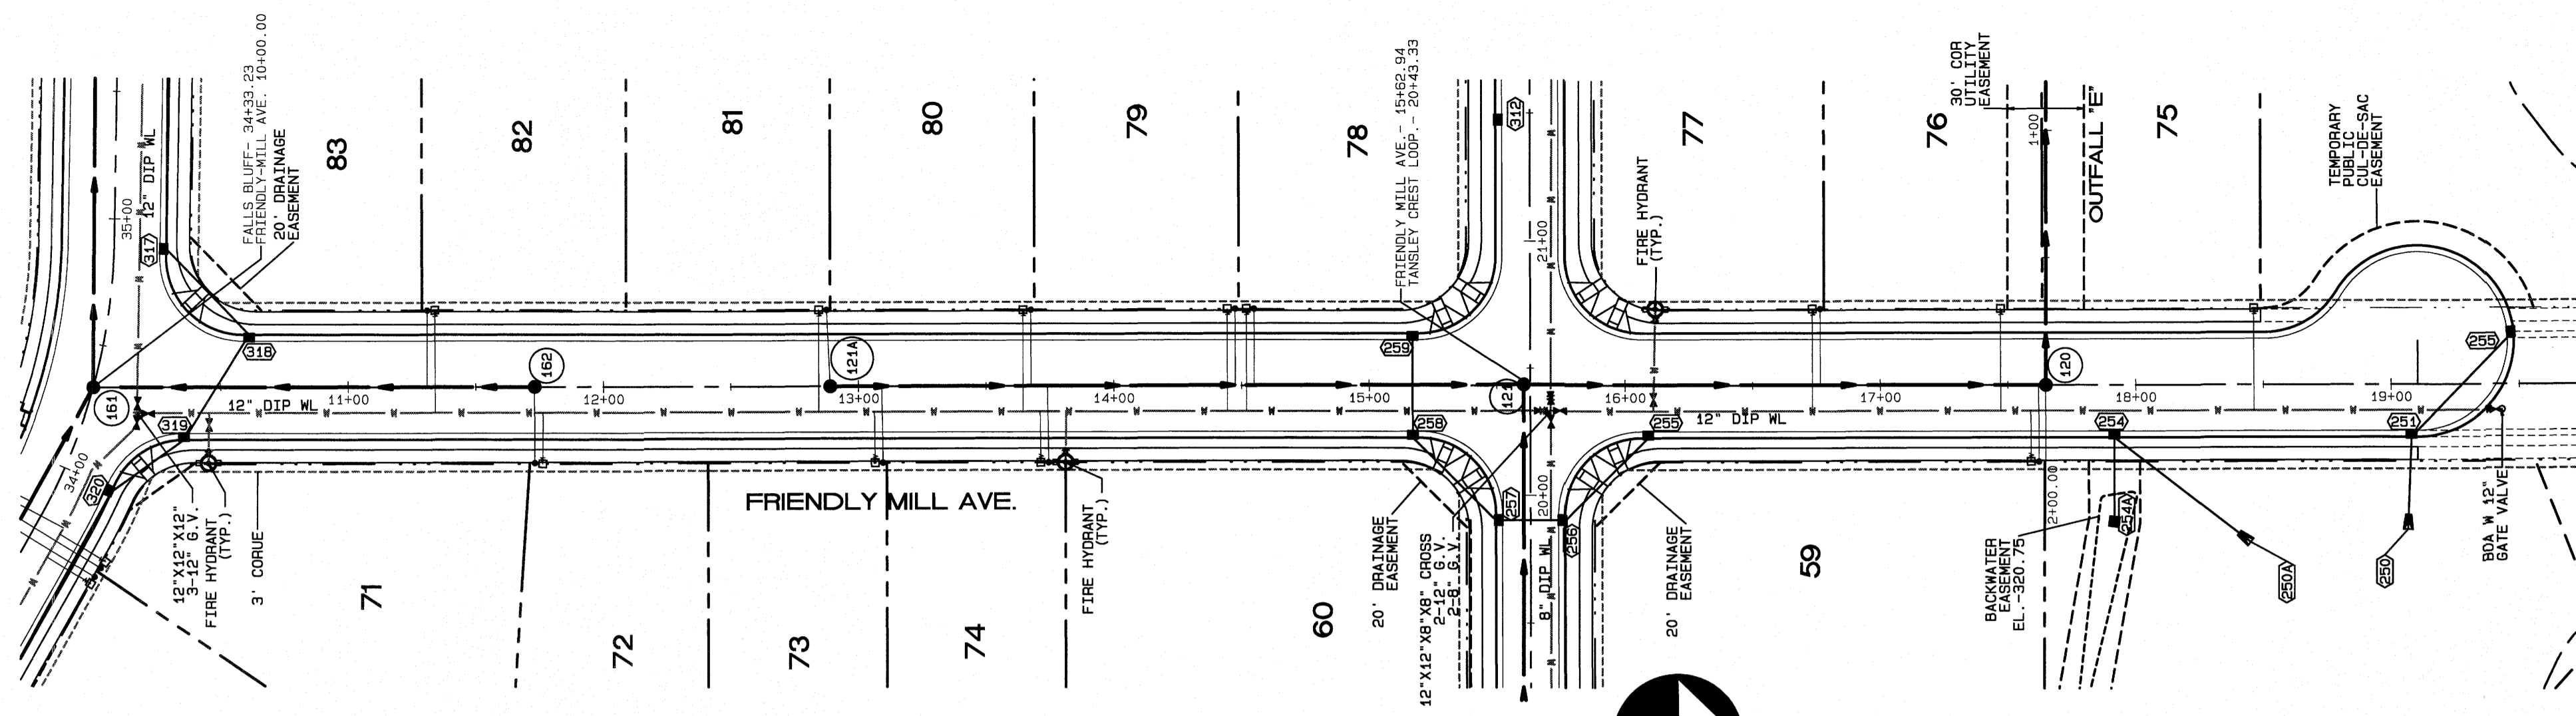 FALLS BLUFF- 34+33.23
FRIENDLY-MILL AVE. 10+00.00
20' DRAINAGE
EASEMENT
35+00
12" DIP WL
317
83
82
81
80
79
78
FRIENDLY MILL AVE.- 15+62.94
TANSLEY CREST LOOP.- 20+43.33
312
21+00
FIRE HYDRANT
(TYP.)
77
76
30' COR
UTILITY
EASEMENT
1+00
OUTFALL "E"
75
TEMPORARY
PUBLIC
CUL-DE-SAC
EASEMENT
318
161
162
121A
259
121
120
255
11+00
12+00
13+00
14+00
15+00
16+00
17+00
18+00
19+00
12" DIP WL
12" DIP WL
319
258
255
254
251
34+00
320
12"X12"X12"
3-12" G.V.
FIRE HYDRANT
(TYP.)
3' CORUE
71
72
73
74
FRIENDLY MILL AVE.
FIRE HYDRANT
(TYP.)
60
20' DRAINAGE
EASEMENT
12"X12"X8"X8" CROSS
2-12" G.V.
2-8" G.V.
257
20+00
8" DIP WL
256
20' DRAINAGE
EASEMENT
59
BACKWATER
EASEMENT
EL.-320.75
2+00.00
254A
250A
250
BOA W 12"
GATE VALVE